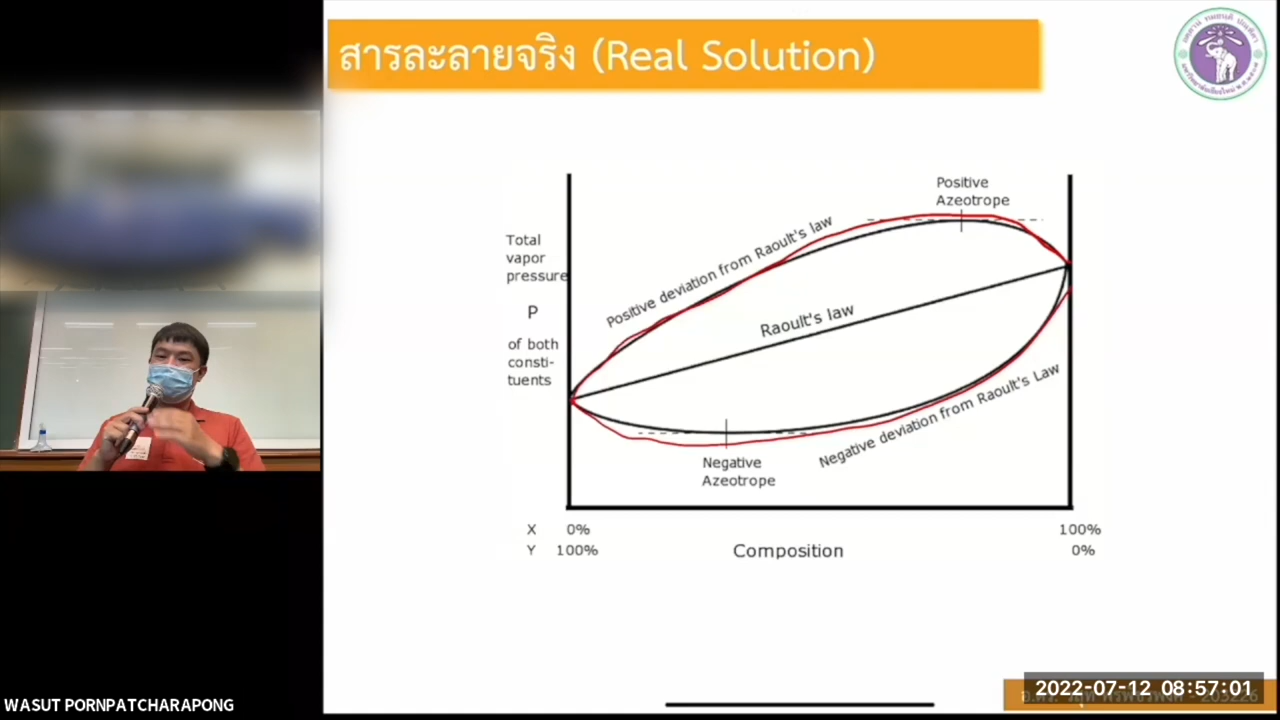 สารละลายจริง (Real Solution)
Positive
Azeotrope
Total
vapor
pressure
P
of both
consti-
tuents
Positive deviation from Raoult's law
Raoult's law
Negative deviation from Raoult's Law
Negative
Azeotrope
X 0% 100%
Y 100% 0%
Composition
WASUT PORNPATCHARAPONG
2022-07-12 08:57:01